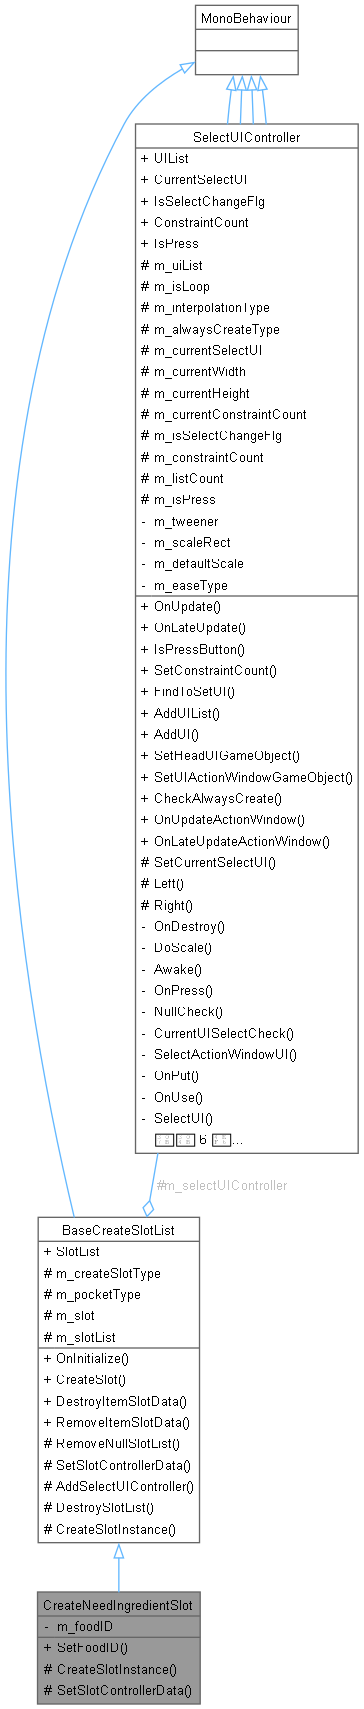 MonoBehaviour
SelectUIController
+ UIList
+ CurrentSelectUI
+ IsSelectChangeFlg
+ ConstraintCount
+ IsPress
# m_uiList
# m_isLoop
# m_interpolationType
# m_alwaysCreateType
# m_currentSelectUI
# m_currentWidth
# m_currentHeight
# m_currentConstraintCount
# m_isSelectChangeFlg
# m_constraintCount
# m_listCount
# m_isPress
- m_tweener
- m_scaleRect
- m_defaultScale
- m_easeType
+ OnUpdate()
+ OnLateUpdate()
+ IsPressButton()
+ SetConstraintCount()
+ FindToSetUI()
+ AddUIList()
+ AddUI()
+ SetHeadUIGameObject()
+ SetUIActionWindowGameObject()
+ CheckAlwaysCreate()
+ OnUpdateActionWindow()
+ OnLateUpdateActionWindow()
# SetCurrentSelectUI()
# Left()
# Right()
- OnDestroy()
- DoScale()
- Awake()
- OnPress()
- NullCheck()
- CurrentUISelectCheck()
- SelectActionWindowUI()
- OnPut()
- OnUse()
- SelectUI()
6 ...
#m_selectUIController
BaseCreateSlotList
+ SlotList
# m_createSlotType
# m_pocketType
# m_slot
# m_slotList
+ OnInitialize()
+ CreateSlot()
+ DestroyItemSlotData()
+ RemoveItemSlotData()
# RemoveNullSlotList()
# SetSlotControllerData()
# AddSelectUIController()
# DestroySlotList()
# CreateSlotInstance()
CreateNeedIngredientSlot
- m_foodID
+ SetFoodID()
# CreateSlotInstance()
# SetSlotControllerData()